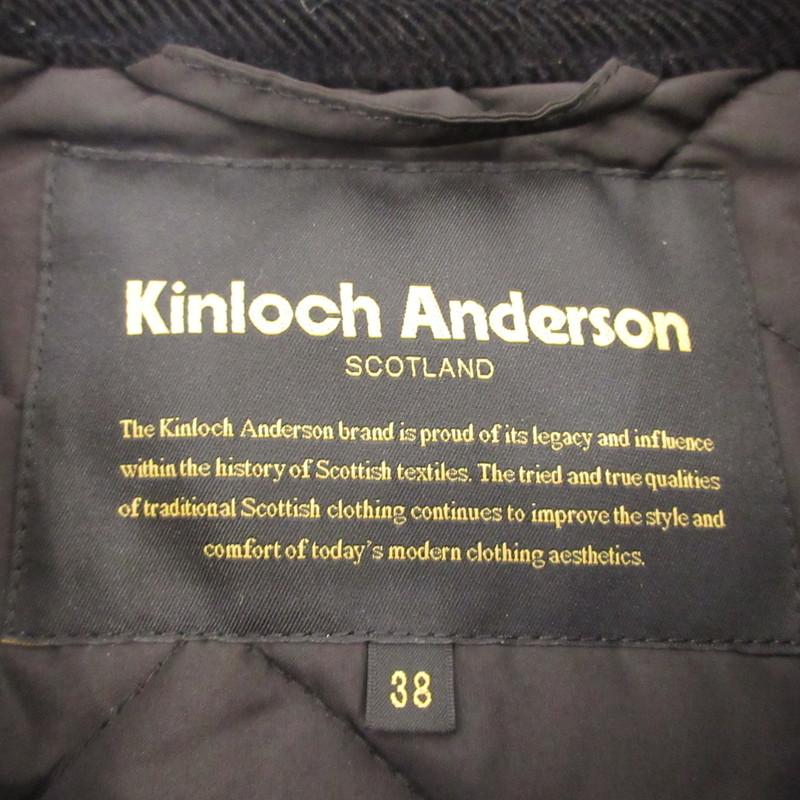 Kinloch Anderson
SCOTLAND
The Kinloch Anderson brand is proud of its legacy and influence
within the history of Scottish textiles. The tried and true qualities
of traditional Scottish clothing continues to improve the style and
comfort of today's modern clothing aesthetics.
38